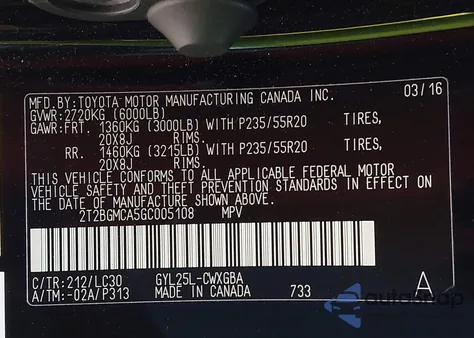 MFD.BY:TOYOTA MOTOR MANUFACTURING CANADA INC. 03/16
GVWR:2720KG (6000LB)
GAWR:FRT. 1360KG (3000LB) WITH P235/55R20 TIRES,
20X8J RIMS.
RR. 1460KG (3215LB) WITH P235/55R20 TIRES,
20X8J RIMS.
THIS VEHICLE CONFORMS TO ALL APPLICABLE FEDERAL MOTOR
VEHICLE SAFETY AND THEFT PREVENTION STANDARDS IN EFFECT ON
THE DATE OF MANUFACTURE SHOWN ABOVE.
2T2BGMCA5GC005108 MPV
C/TR:212/LC30 GYL25L-CWXGBA
A/TM:-02A/P313 MADE IN CANADA 733 A
autosnap